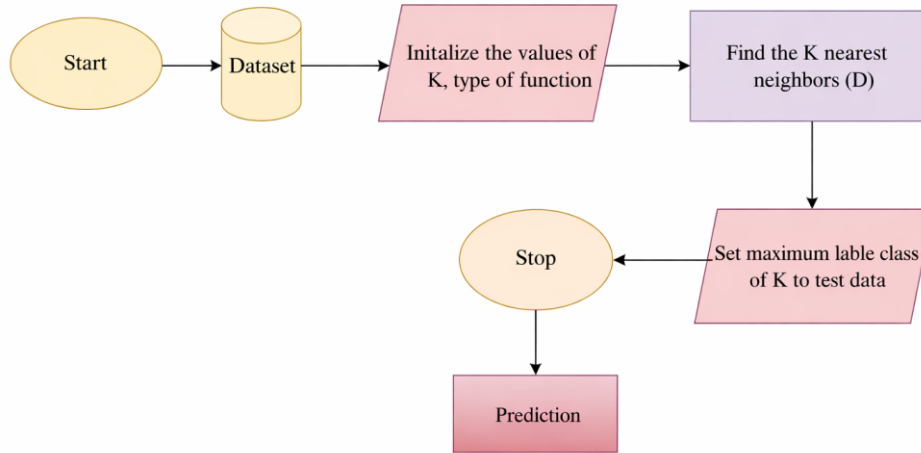 Start
Dataset
Initalize the values of
K, type of function
Find the K nearest
neighbors (D)
Set maximum lable class
of K to test data
Stop
Prediction